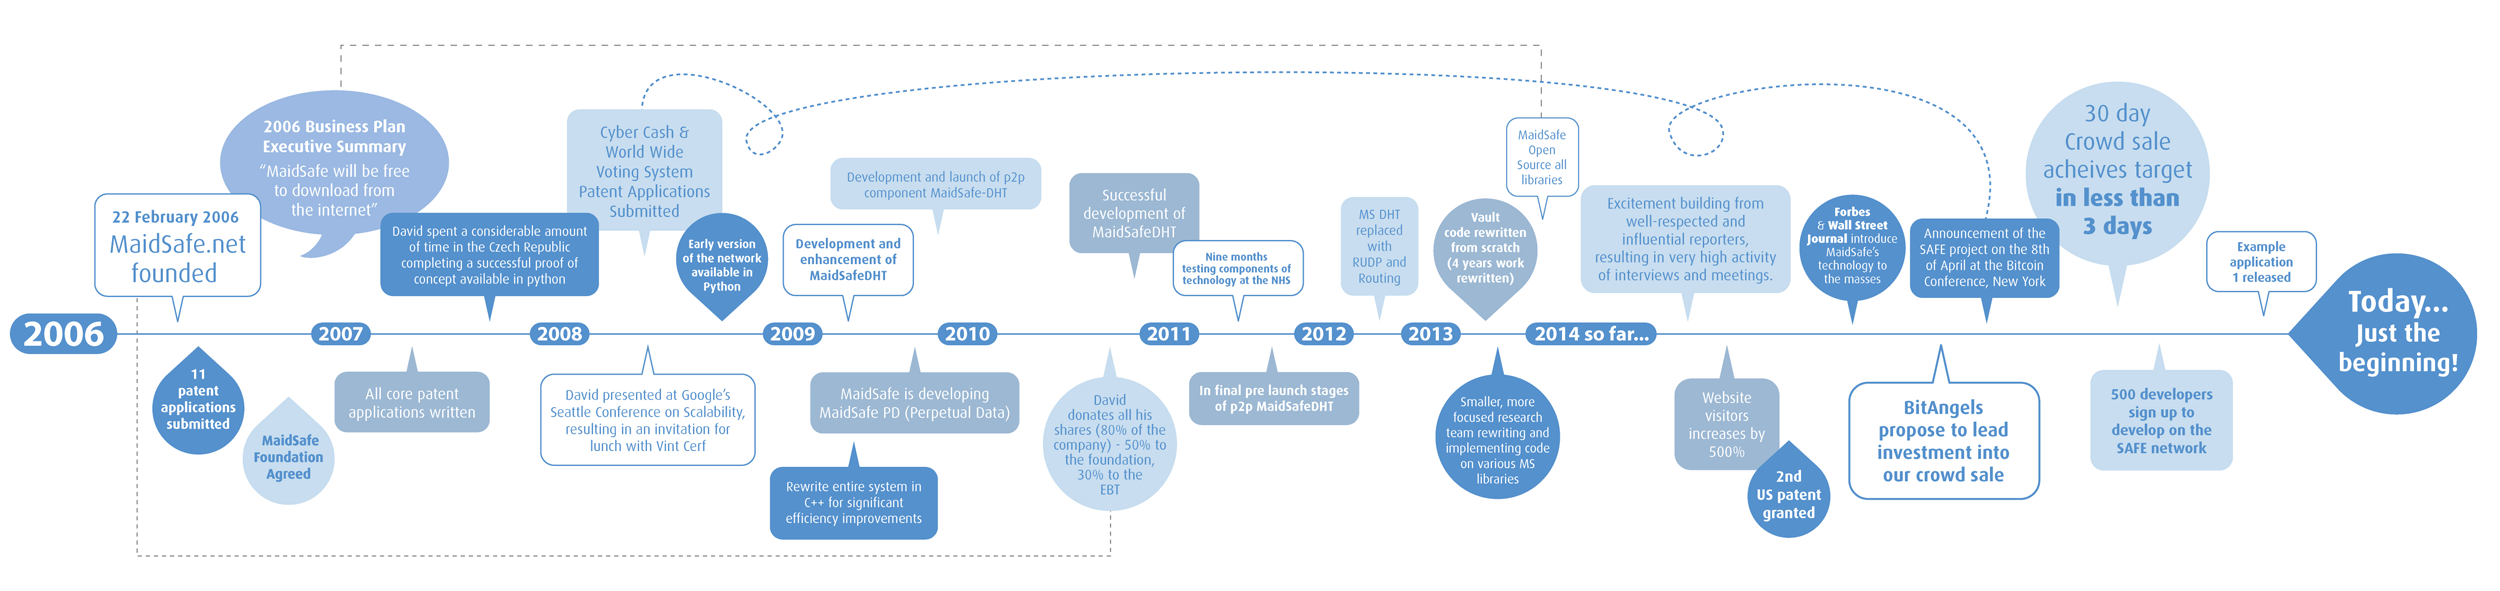 2006 Business Plan
Executive Summary
“MaidSafe will be free
to download from
the internet”
22 February 2006
MaidSafe.net
founded
David spent a considerable amount
of time in the Czech Republic
completing a successful proof of
concept available in python
Cyber Cash &
World Wide
Voting System
Patent Applications
Submitted
Early version
of the network
available in
Python
Development and
enhancement of
MaidSafeDHT
Development and launch of p2p
component MaidSafe-DHT
Successful
development of
MaidSafeDHT
Nine months
testing components of
technology at the NHS
MS DHT
replaced
with
RUDP and
Routing
Vault
code rewritten
from scratch
(4 years work
rewritten)
MaidSafe
Open
Source all
libraries
Excitement building from
well-respected and
influential reporters,
resulting in very high activity
of interviews and meetings.
Forbes
& Wall Street
Journal introduce
MaidSafe's
technology to
the masses
Announcement of the
SAFE project on the 8th
of April at the Bitcoin
Conference, New York
30 day
Crowd sale
acheives target
in less than
3 days
Example
application
1 released
2006
2007
2008
2009
2010
2011
2012
2013
2014 so far...
Today...
Just the
beginning!
11
patent
applications
submitted
MaidSafe
Foundation
Agreed
All core patent
applications written
David presented at Google's
Seattle Conference on Scalability,
resulting in an invitation for
lunch with Vint Cerf
MaidSafe is developing
MaidSafe PD (Perpetual Data)
Rewrite entire system in
C++ for significant
efficiency improvements
David
donates all his
shares (80% of the
company) - 50% to
the foundation,
30% to the
EBT
In final pre launch stages
of p2p MaidSafeDHT
Smaller, more
focused research
team rewriting and
implementing code
on various MS
libraries
Website
visitors
increases by
500%
2nd
US patent
granted
BitAngels
propose to lead
investment into
our crowd sale
500 developers
sign up to
develop on the
SAFE network